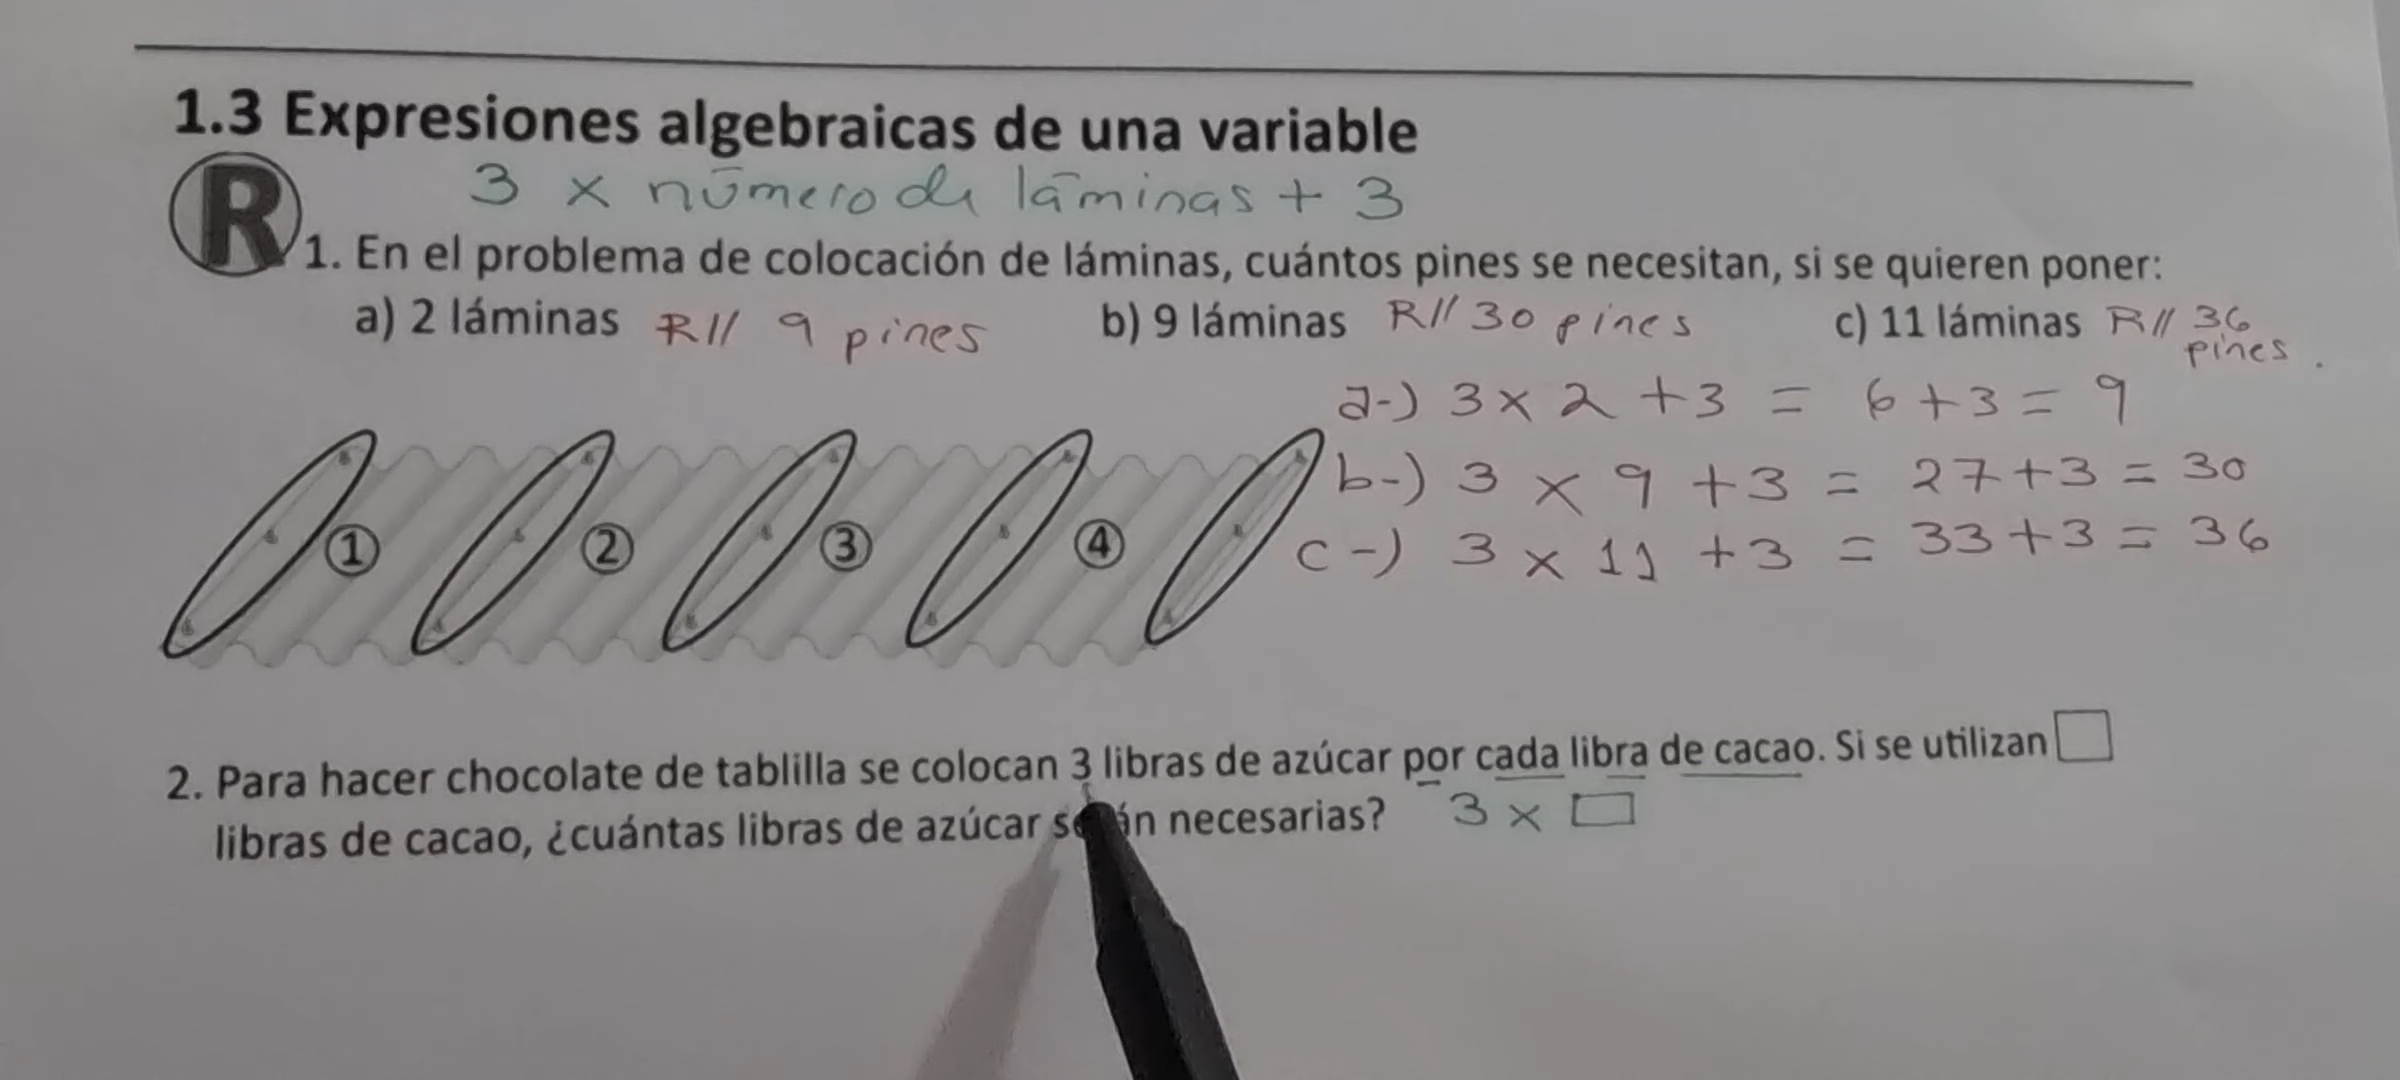 1.3 Expresiones algebraicas de una variable
3 x número de láminas + 3
R
1. En el problema de colocación de láminas, cuántos pines se necesitan, si se quieren poner:
a) 2 láminas R// 9 pines b) 9 láminas R// 30 pines c) 11 láminas R// 36 pines.
a-) 3 x 2 + 3 = 6 + 3 = 9
b-) 3 x 9 + 3 = 27 + 3 = 30
c-) 3 x 11 + 3 = 33 + 3 = 36
① ② ③ ④
2. Para hacer chocolate de tablilla se colocan 3 libras de azúcar por cada libra de cacao. Si se utilizan □
libras de cacao, ¿cuántas libras de azúcar necesarias? 3 x □